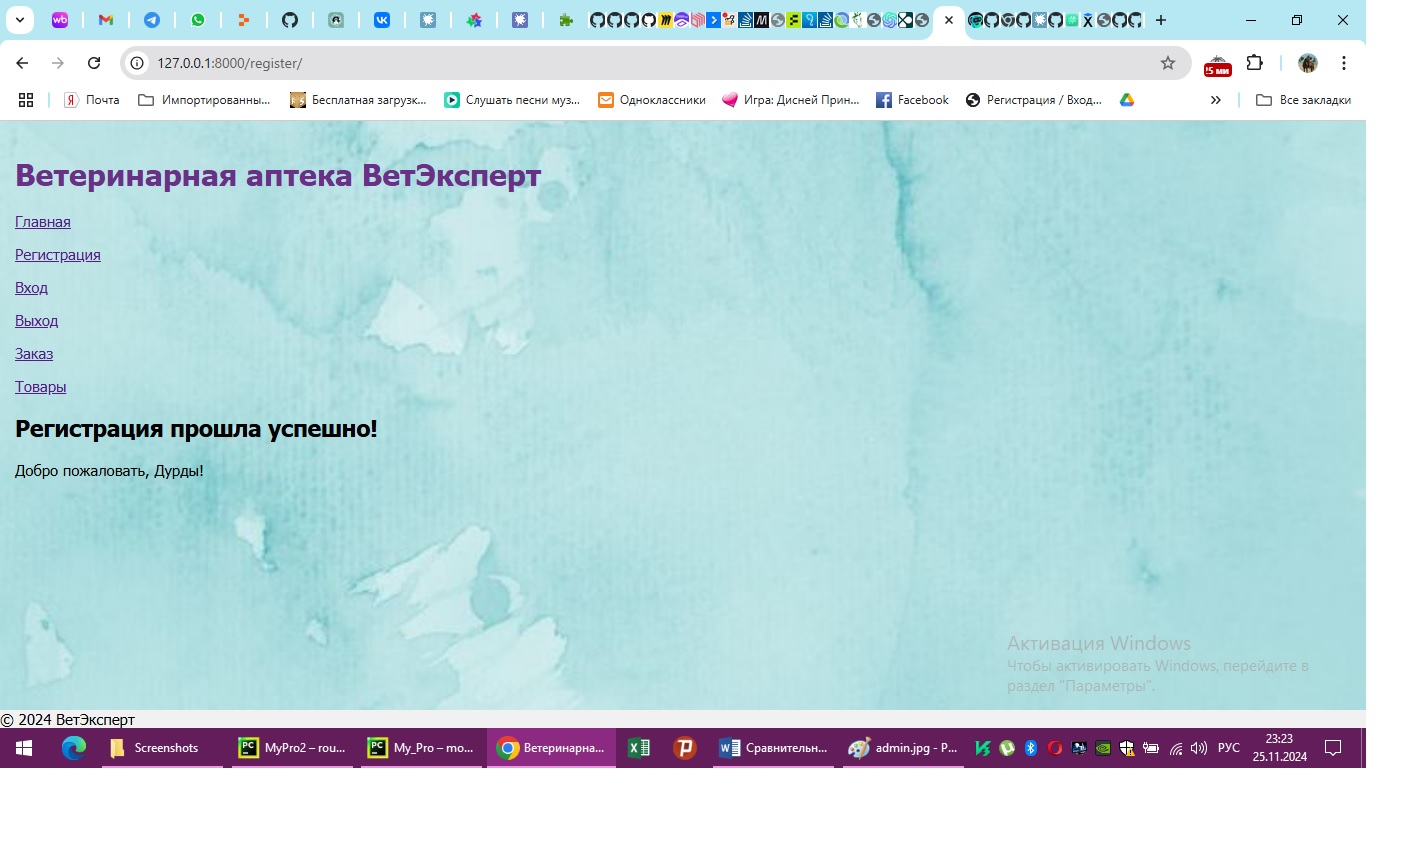 127.0.0.1:8000/register/
!5 ми
Почта
Импортированны...
Бесплатная загрузк...
Слушать песни муз...
Одноклассники
Игра: Дисней Прин...
Facebook
Регистрация / Вход...
Все закладки
Ветеринарная аптека ВетЭксперт
Главная
Регистрация
Вход
Выход
Заказ
Товары
Регистрация прошла успешно!
Добро пожаловать, Дурды!
Активация Windows
Чтобы активировать Windows, перейдите в
раздел "Параметры".
© 2024 ВетЭксперт
Screenshots
MyPro2 – rou...
My_Pro – mo...
Ветеринарна...
Сравнительн...
admin.jpg - P...
РУС
23:23
25.11.2024